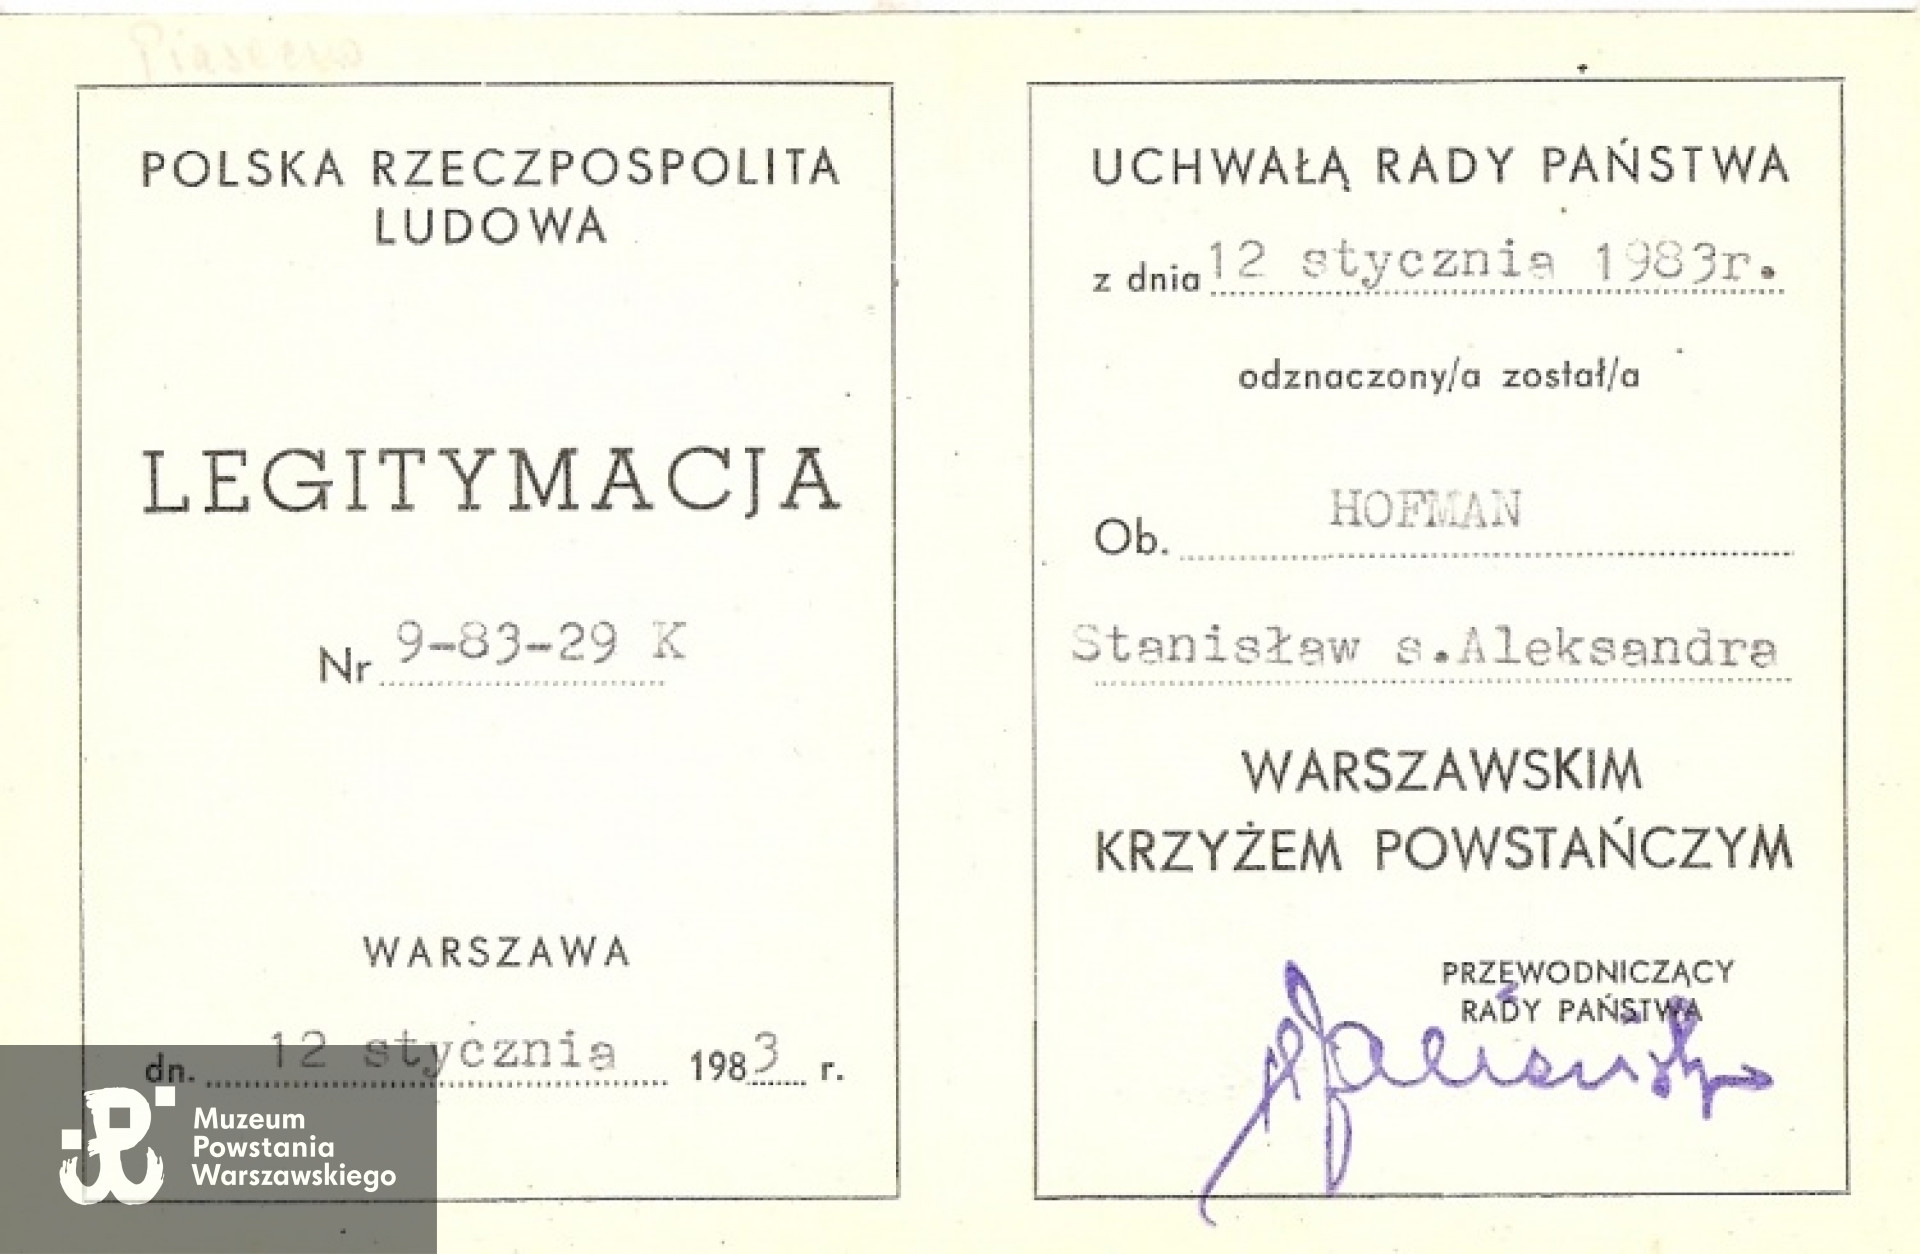 POLSKA RZECZPOSPOLITA
LUDOWA
LEGITYMACJA
Nr 9-83-29 K
WARSZAWA
dn. 12 stycznia 1983 r.
UCHWAŁĄ RADY PAŃSTWA
z dnia 12 stycznia 1983r.
odznaczony/a został/a
Ob. HOFMAN
Stanisław s.Aleksandra
WARSZAWSKIM
KRZYŻEM POWSTAŃCZYM
PRZEWODNICZĄCY
RADY PAŃSTWA
Muzeum
Powstania
Warszawskiego